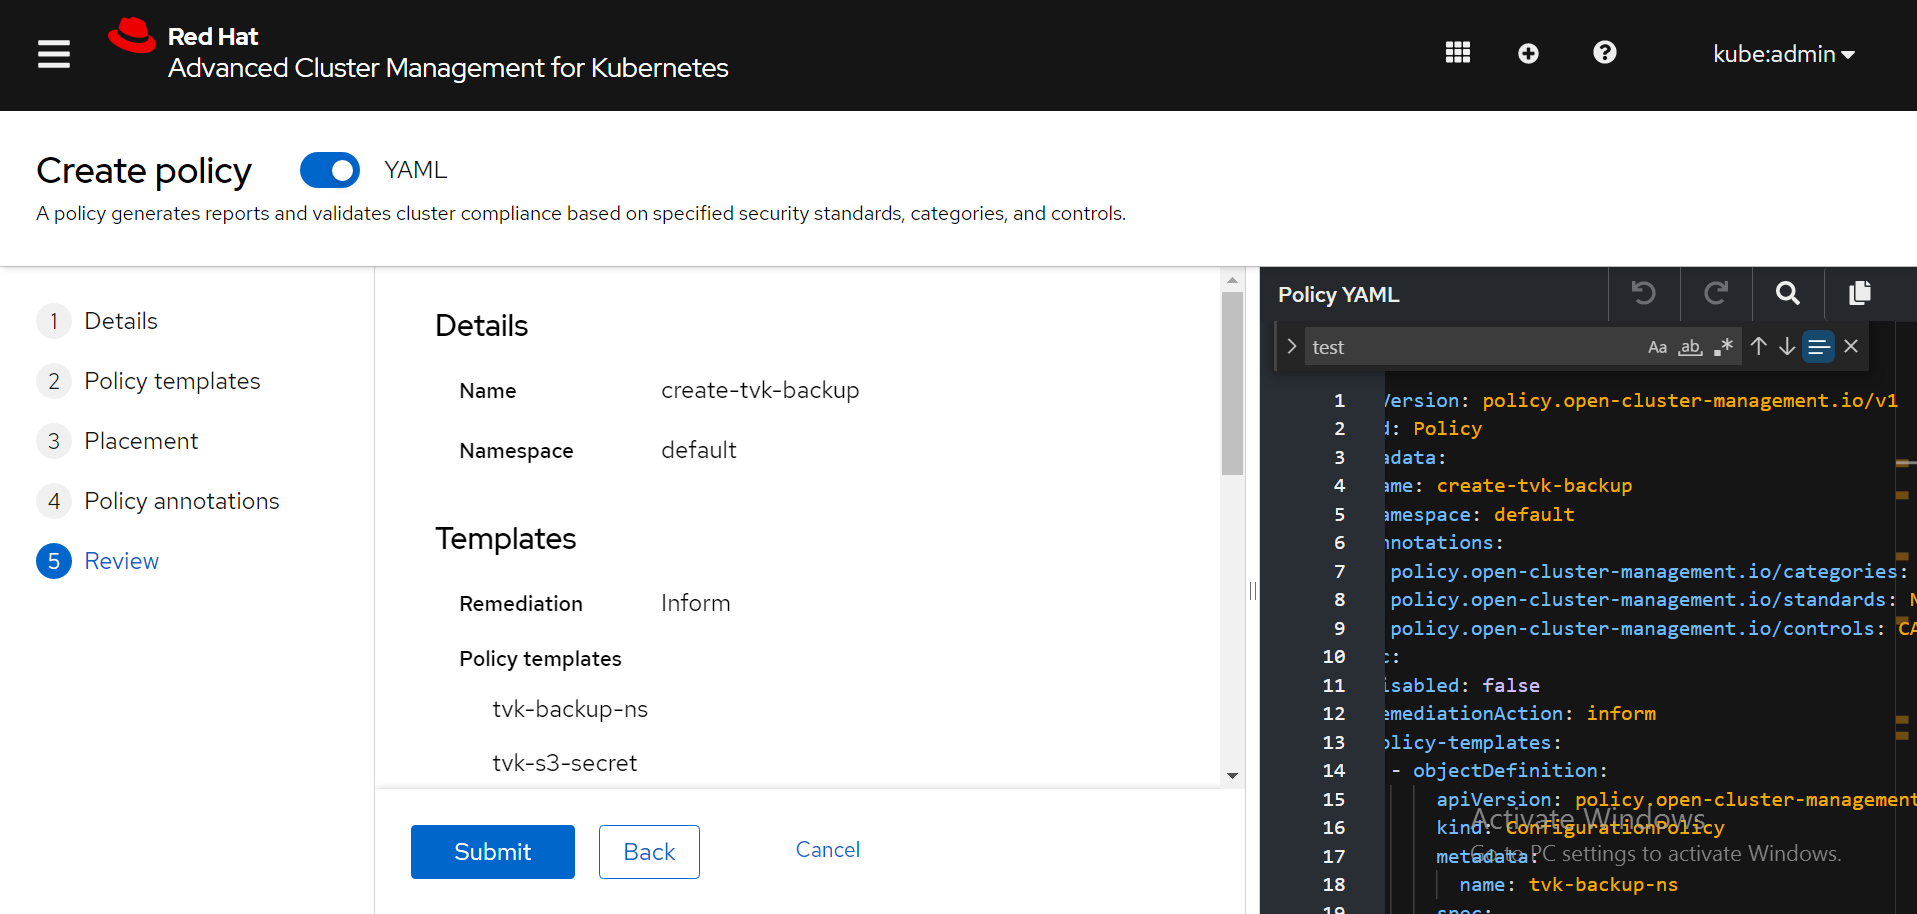 Red Hat
Advanced Cluster Management for Kubernetes
kube:admin
Create policy
YAML
A policy generates reports and validates cluster compliance based on specified security standards, categories, and controls.
1 Details
2 Policy templates
3 Placement
4 Policy annotations
5 Review
Details
Name create-tvk-backup
Namespace default
Templates
Remediation Inform
Policy templates
tvk-backup-ns
tvk-s3-secret
Submit Back Cancel
Policy YAML
test Aa ab .*
1 Version: policy.open-cluster-management.io/v1
2 d: Policy
3 adata:
4 ame: create-tvk-backup
5 amespace: default
6 nnotations:
7 policy.open-cluster-management.io/categories:
8 policy.open-cluster-management.io/standards:
9 policy.open-cluster-management.io/controls: CA
10 c:
11 isabled: false
12 emediationAction: inform
13 olicy-templates:
14 - objectDefinition:
15 apiVersion: policy.open-cluster-management
16 kind: ConfigurationPolicy
17 metadata:
18 name: tvk-backup-ns
19 spec:
Activate Windows
Go to PC settings to activate Windows.